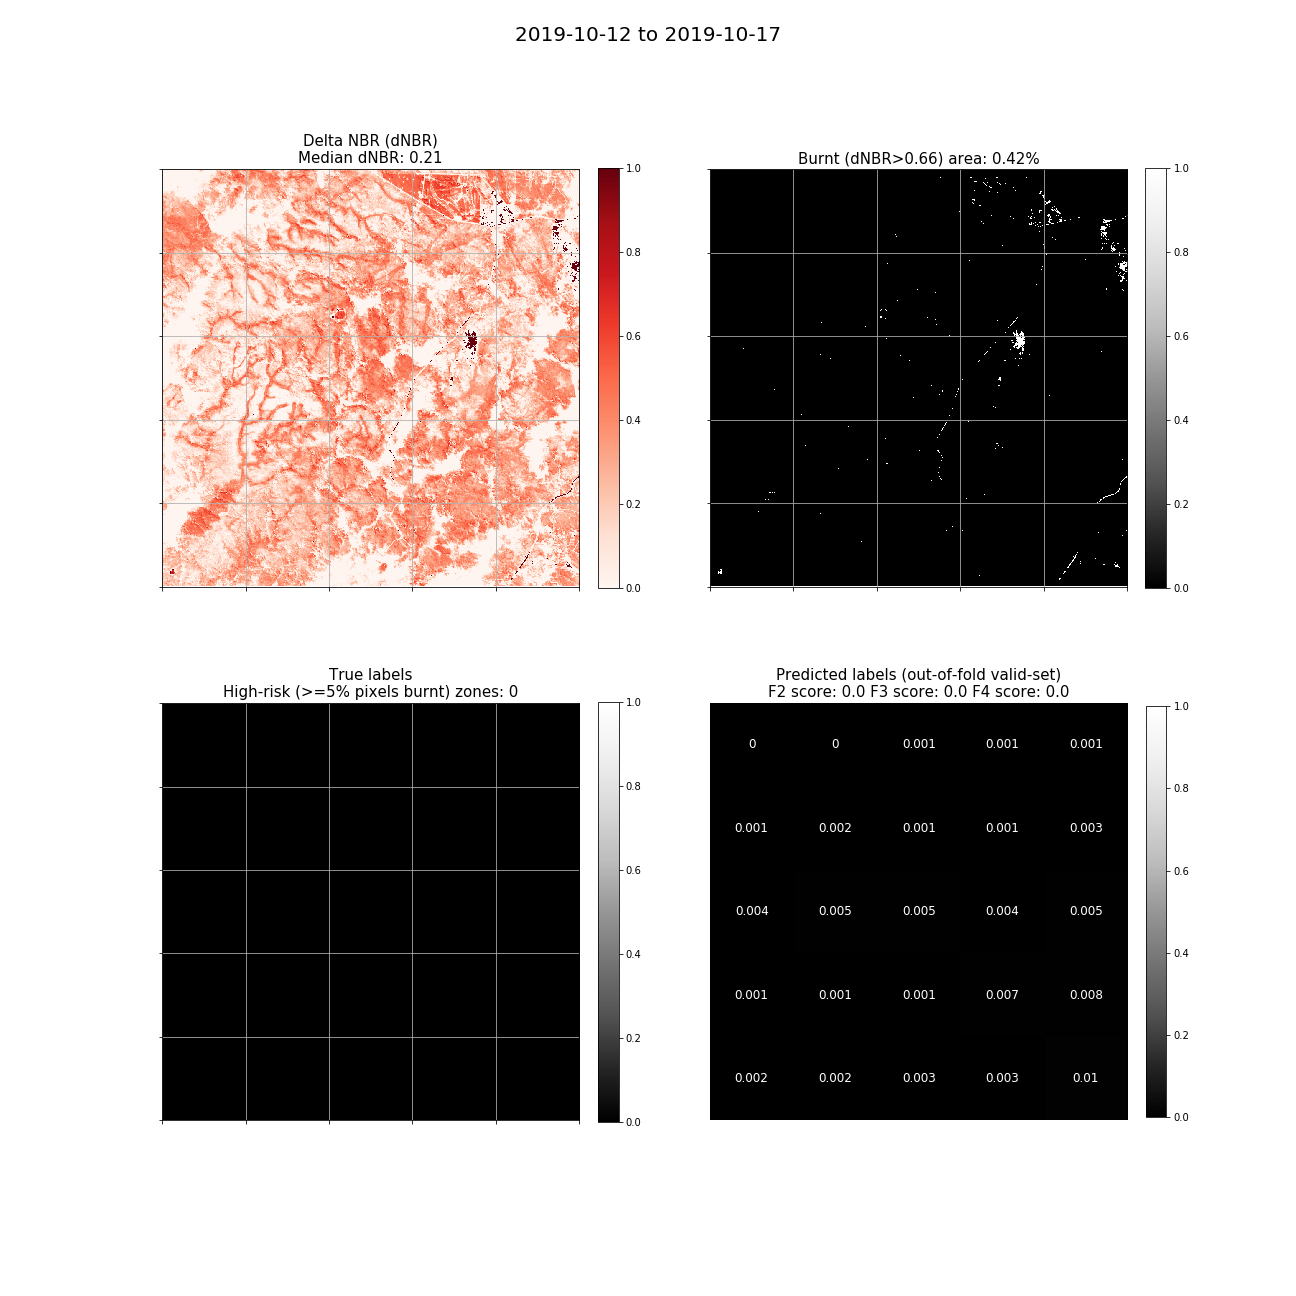 2019-10-12 to 2019-10-17
Delta NBR (dNBR)
Median dNBR: 0.21
1.0
0.8
0.6
0.4
0.2
0.0
Burnt (dNBR>0.66) area: 0.42%
1.0
0.8
0.6
0.4
0.2
0.0
True labels
High-risk (>=5% pixels burnt) zones: 0
1.0
0.8
0.6
0.4
0.2
0.0
Predicted labels (out-of-fold valid-set)
F2 score: 0.0 F3 score: 0.0 F4 score: 0.0
0 0 0.001 0.001 0.001
0.001 0.002 0.001 0.001 0.003
0.004 0.005 0.005 0.004 0.005
0.001 0.001 0.001 0.007 0.008
0.002 0.002 0.003 0.003 0.01
1.0
0.8
0.6
0.4
0.2
0.0